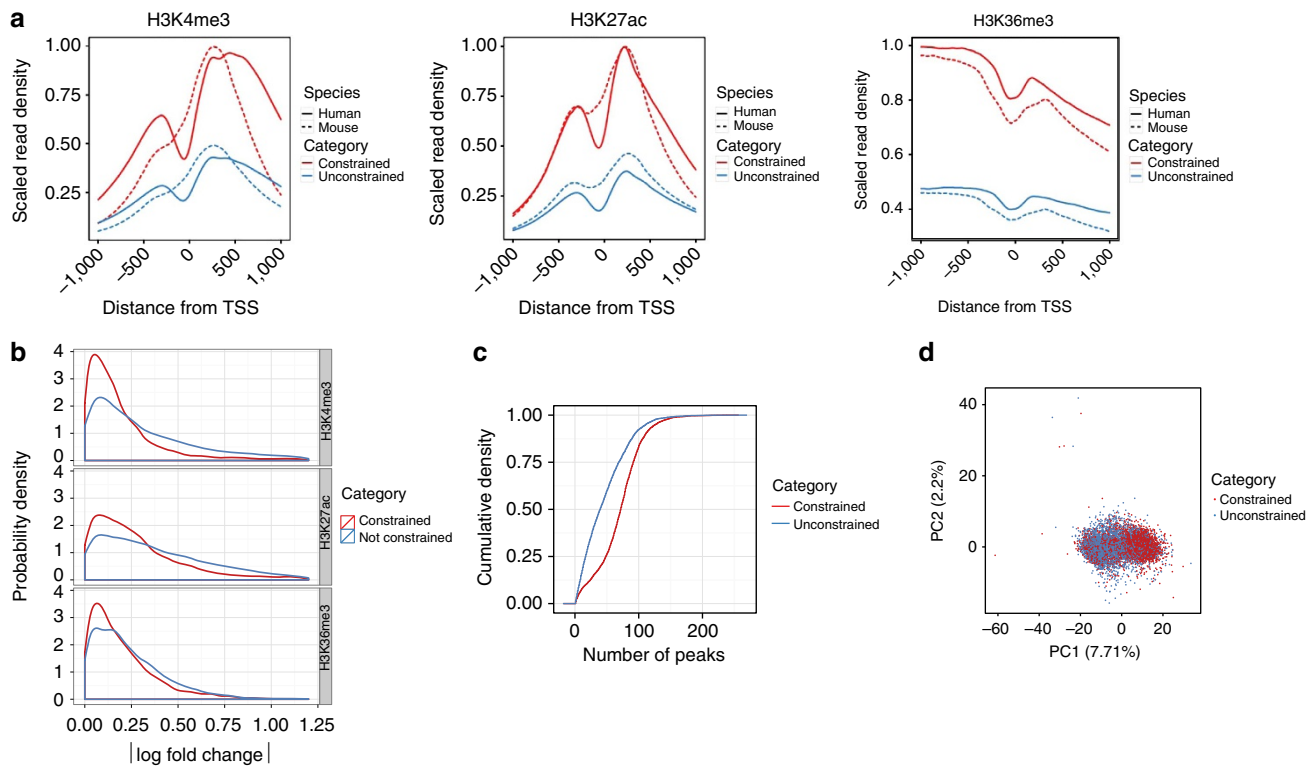 a
H3K4me3
Scaled read density
1.00
0.75
0.50
0.25
−1,000
−500
0
500
1,000
Distance from TSS
Species
Human
Mouse
Category
Constrained
Unconstrained
H3K27ac
Scaled read density
1.00
0.75
0.50
0.25
−1,000
−500
0
500
1,000
Distance from TSS
Species
Human
Mouse
Category
Constrained
Unconstrained
H3K36me3
Scaled read density
1.0
0.8
0.6
0.4
−1,000
−500
0
500
1,000
Distance from TSS
Species
Human
Mouse
Category
Constrained
Unconstrained
b
Probability density
4
3
2
1
0
H3K4me3
4
3
2
1
0
H3K27ac
4
3
2
1
0
H3K36me3
0.00 0.25 0.50 0.75 1.00 1.25
|log fold change|
Category
Constrained
Not constrained
c
Cumulative density
1.00
0.75
0.50
0.25
0.00
0 100 200
Number of peaks
Category
Constrained
Unconstrained
d
PC2 (2.2%)
40
20
0
−60 −40 −20 0 20
PC1 (7.71%)
Category
Constrained
Unconstrained